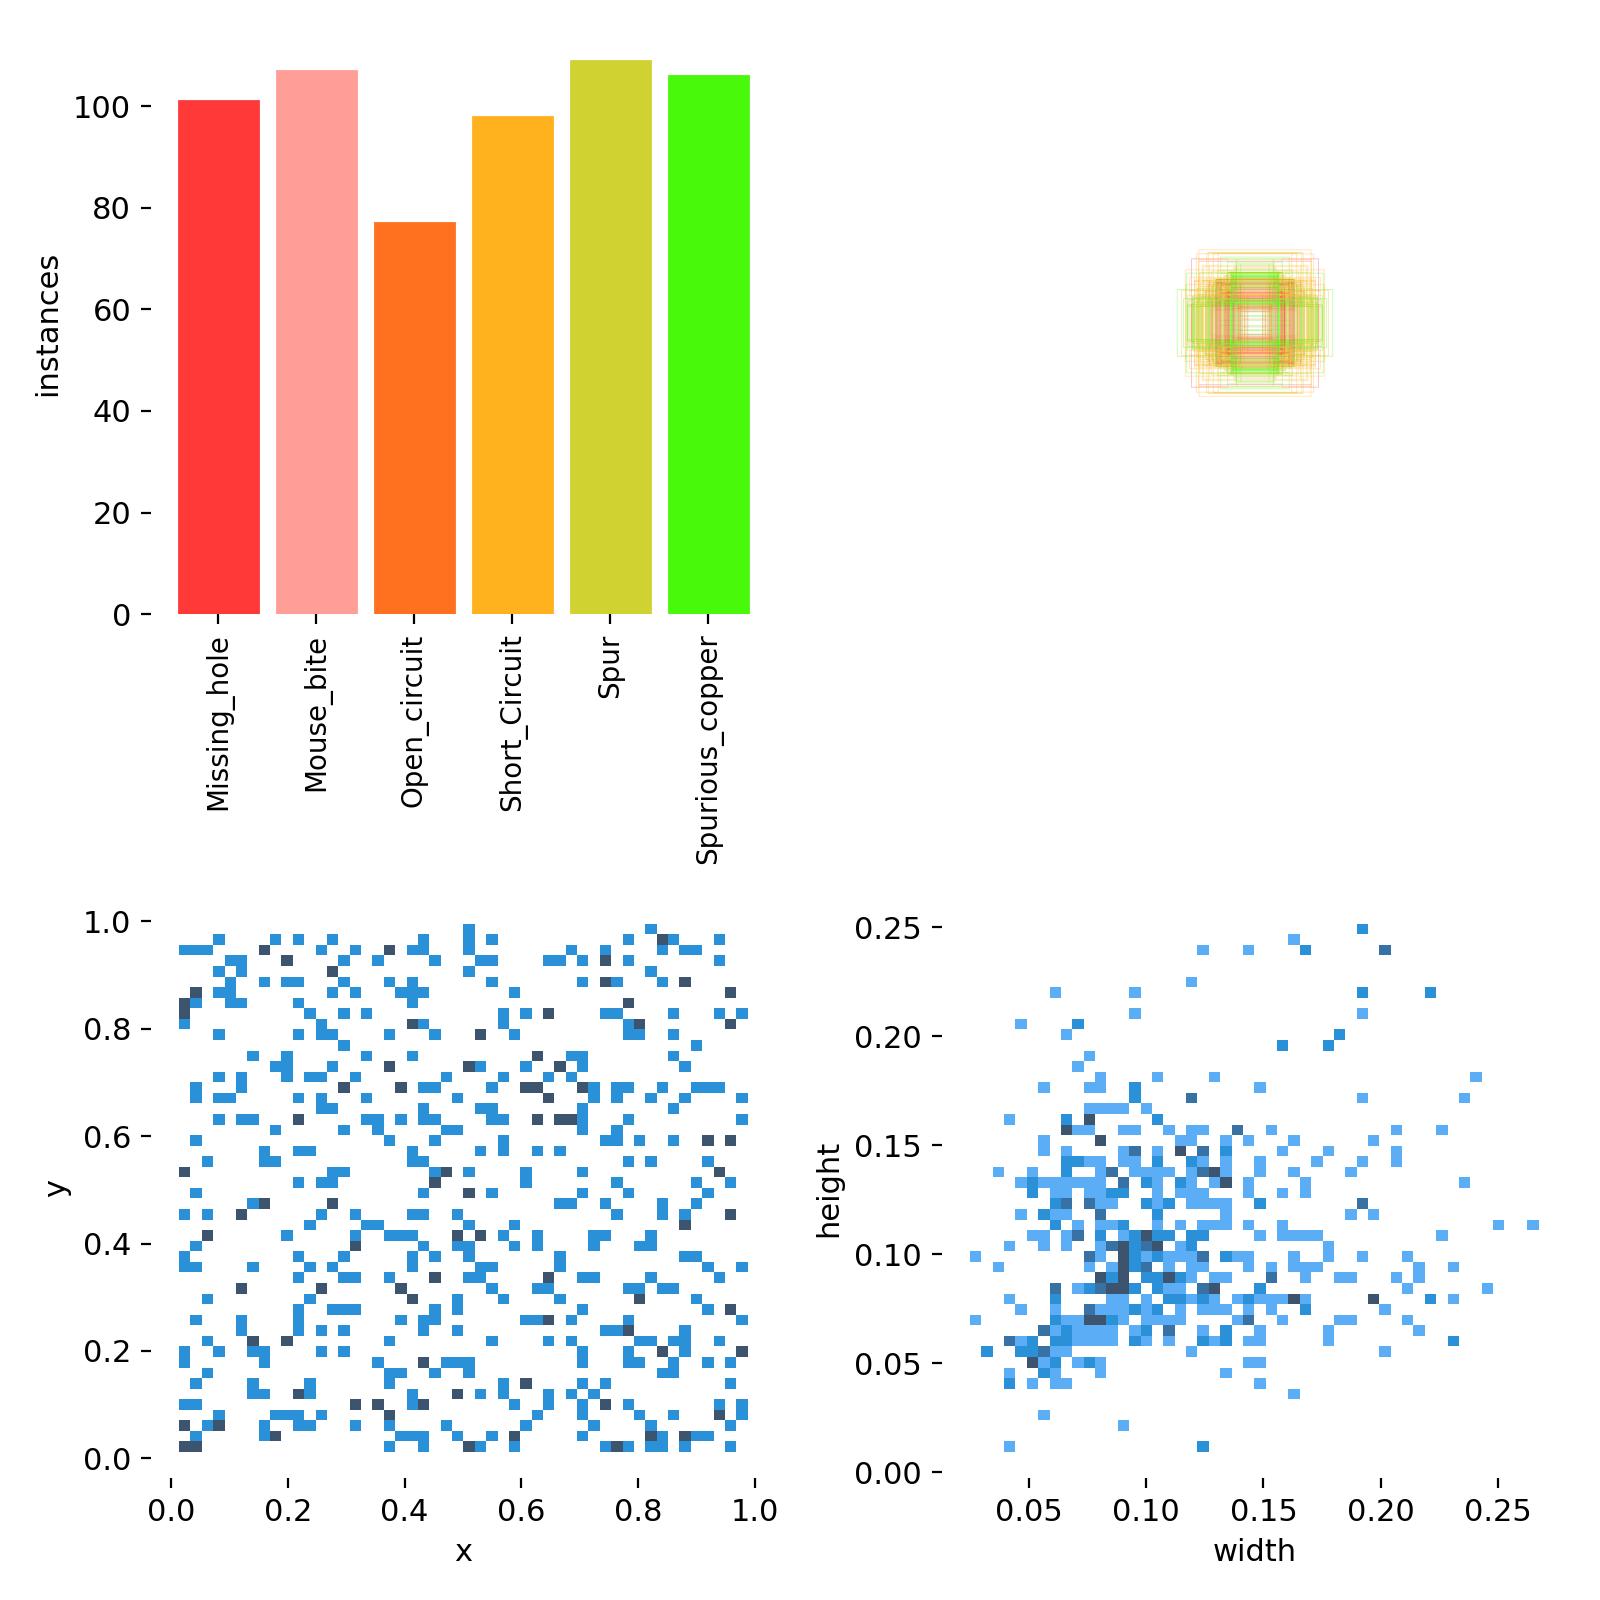 100
80
60
40
20
0
instances
Missing_hole
Mouse_bite
Open_circuit
Short_Circuit
Spur
Spurious_copper
1.0
0.8
0.6
0.4
0.2
0.0
y
0.0 0.2 0.4 0.6 0.8 1.0
x
0.25
0.20
0.15
0.10
0.05
0.00
height
0.05 0.10 0.15 0.20 0.25
width